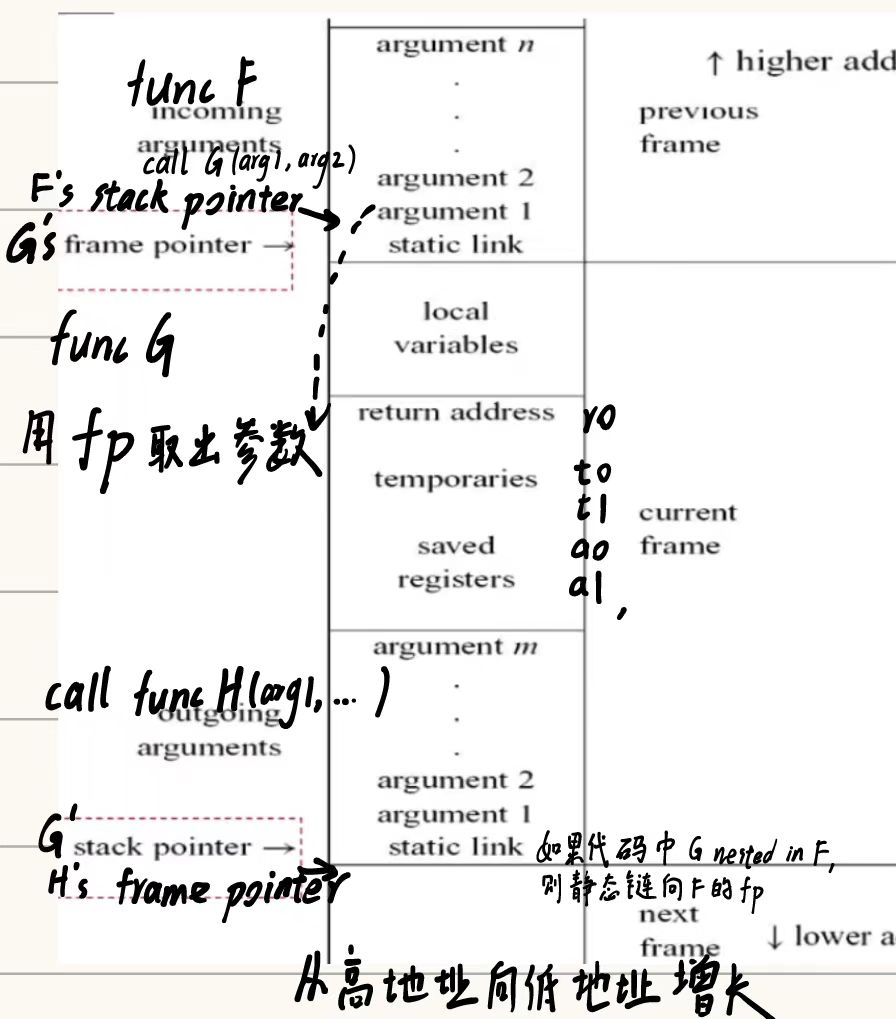 argument n
.
.
.
argument 2
argument 1
static link
↑ higher add
previous
frame
func F
incoming
arguments
call G(arg1, arg2)
F's stack pointer
G's frame pointer →
local
variables
func G
用 fp 取出参数
return address r0
temporaries t0
t1
saved a0
registers a1,
current
frame
argument m
.
.
.
argument 2
argument 1
static link
call func H(arg1, ...)
outgoing
arguments
G' stack pointer →
H's frame pointer
如果代码中 G nested in F,
则静态链向F的fp
next
frame
↓ lower a
从高地址向低地址增长